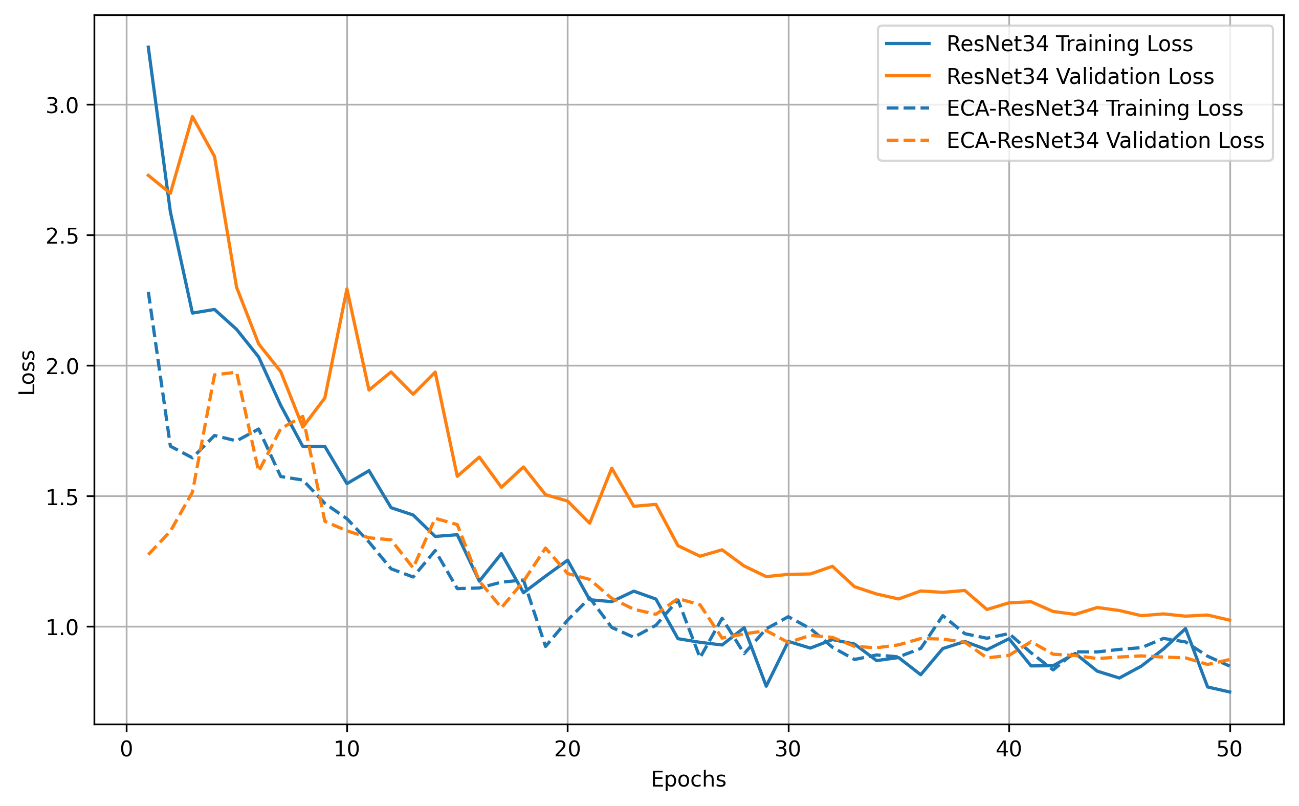 ResNet34 Training Loss
ResNet34 Validation Loss
ECA-ResNet34 Training Loss
ECA-ResNet34 Validation Loss
3.0
2.5
2.0
1.5
1.0
Loss
0 10 20 30 40 50
Epochs